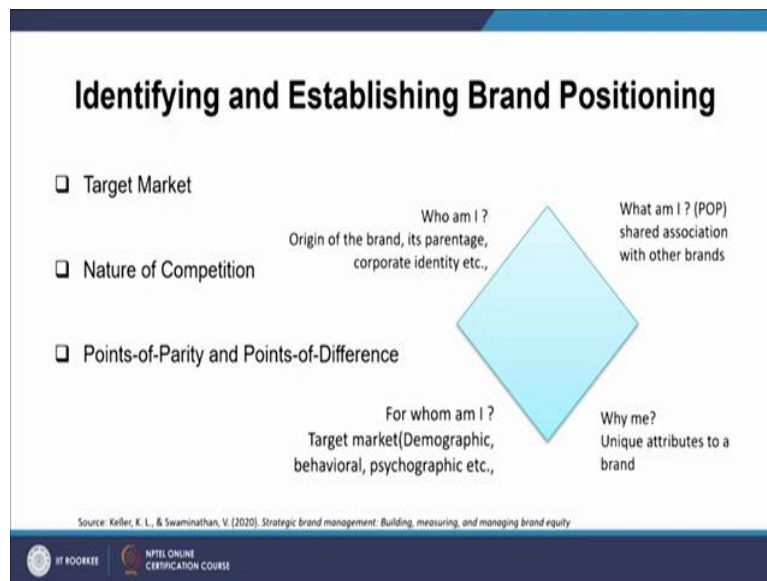 Identifying and Establishing Brand Positioning
❑ Target Market
❑ Nature of Competition
❑ Points-of-Parity and Points-of-Difference
Who am I ?
Origin of the brand, its parentage,
corporate identity etc.,
What am I ? (POP)
shared association
with other brands
For whom am I ?
Target market(Demographic,
behavioral, psychographic etc.,
Why me?
Unique attributes to a
brand
Source: Keller, K. L., & Swaminathan, V. (2020). Strategic brand management: Building, measuring, and managing brand equity
IIT ROORKEE
NPTEL ONLINE
CERTIFICATION COURSE